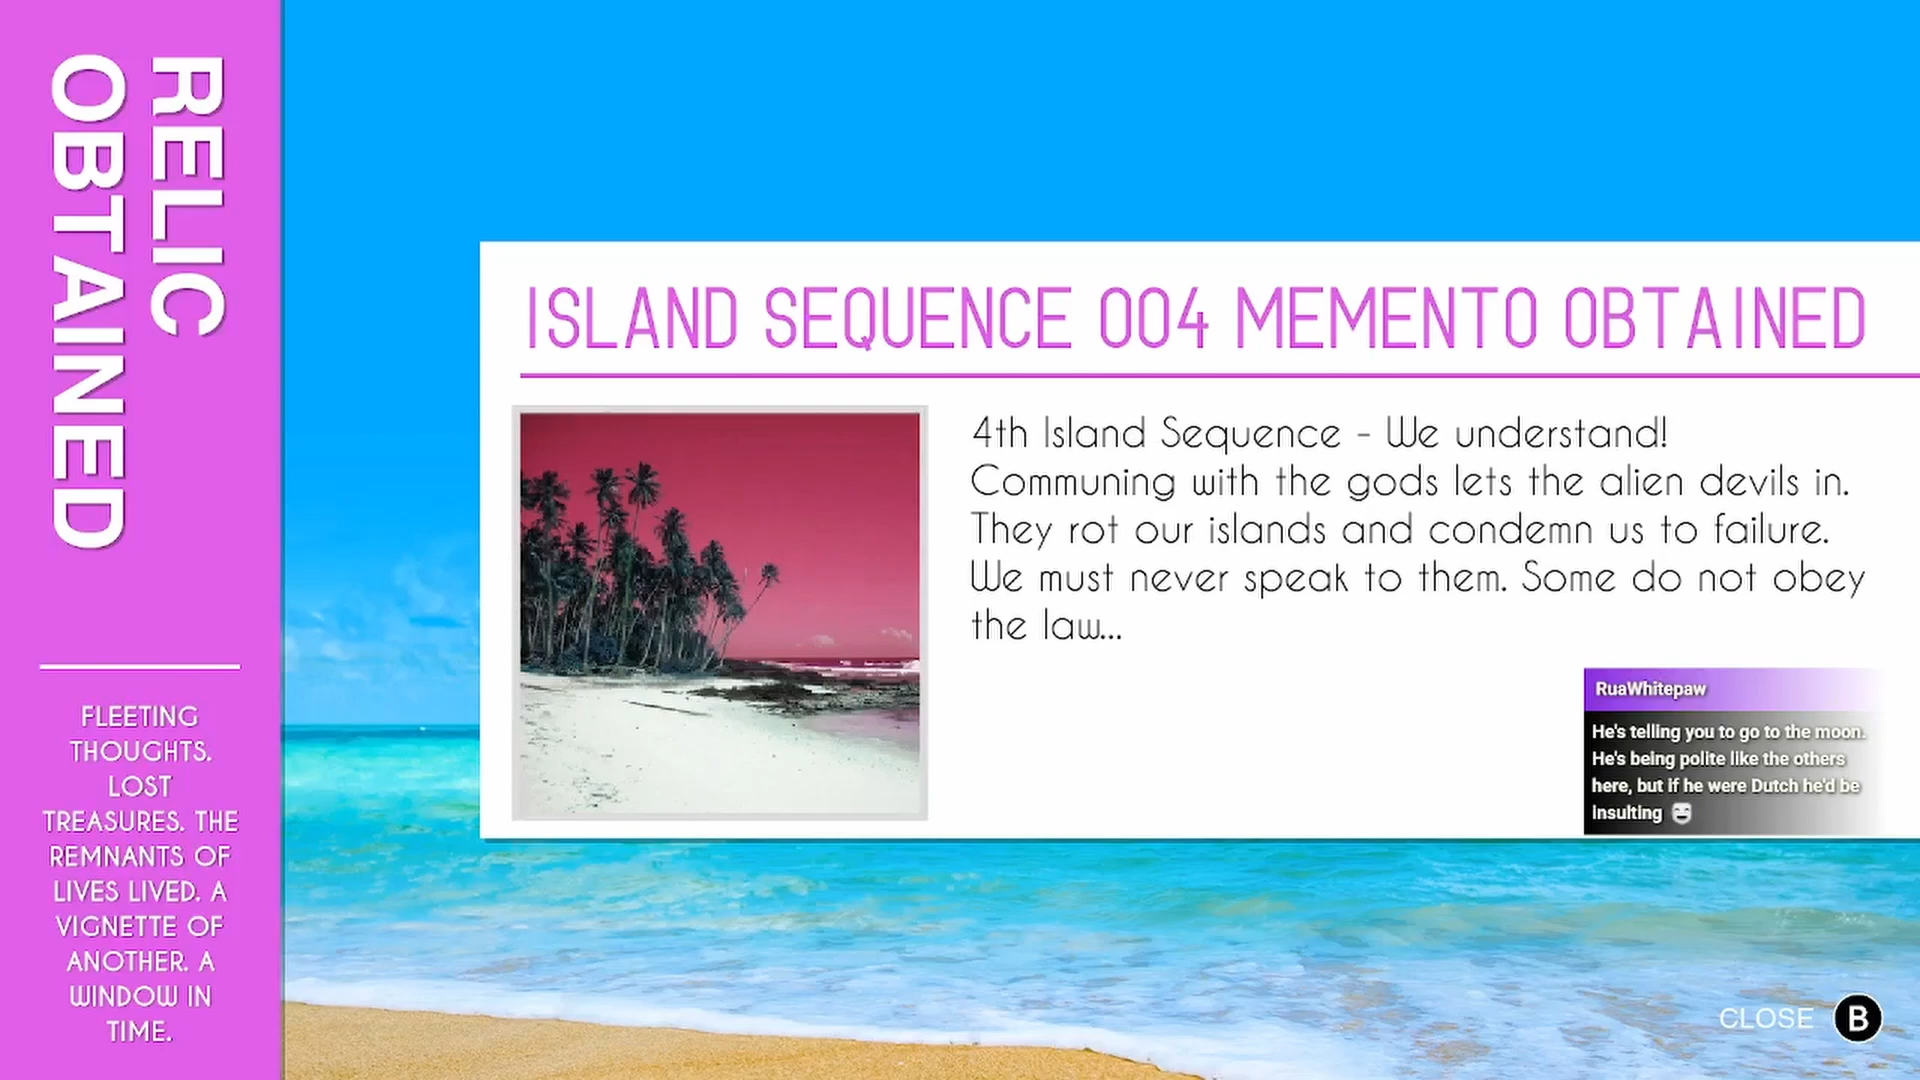 RELIC
OBTAINED
FLEETING
THOUGHTS.
LOST
TREASURES. THE
REMNANTS OF
LIVES LIVED. A
VIGNETTE OF
ANOTHER. A
WINDOW IN
TIME.
ISLAND SEQUENCE 004 MEMENTO OBTAINED
4th Island Sequence - We understand!
Communing with the gods lets the alien devils in.
They rot our islands and condemn us to failure.
We must never speak to them. Some do not obey
the law...
RuaWhitepaw
He's telling you to go to the moon.
He's being polite like the others
here, but if he were Dutch he'd be
insulting
CLOSE B